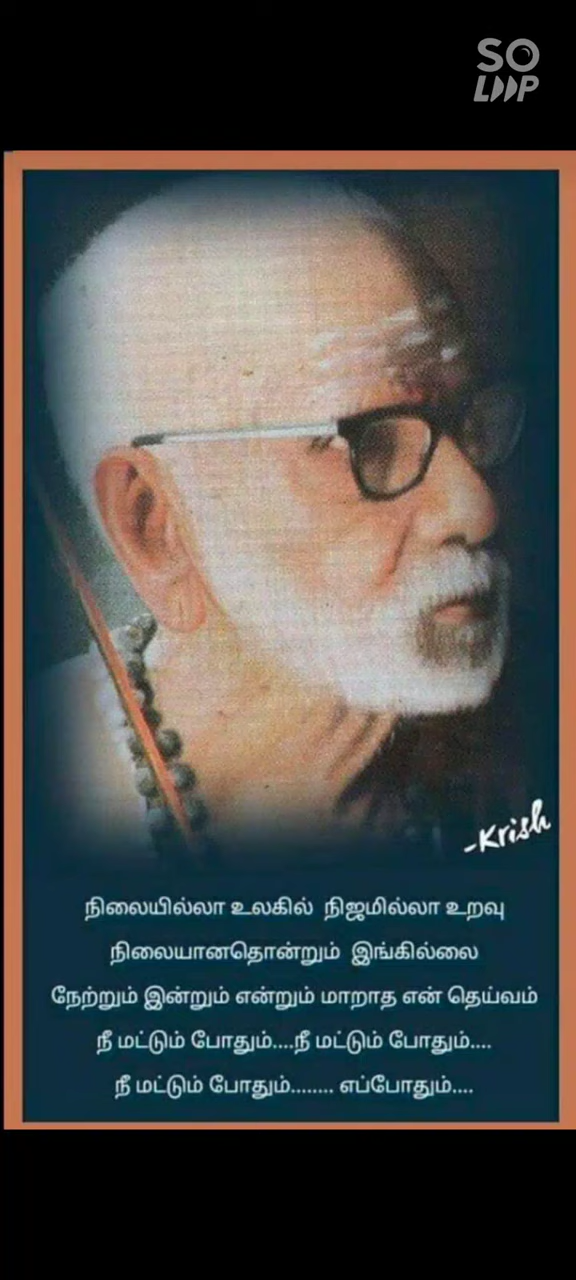 SO
LOOP
-Krish
நிலையில்லா உலகில் நிஜமில்லா உறவு
நிலையானதொன்றும் இங்கில்லை
நேற்றும் இன்றும் என்றும் மாறாத என் தெய்வம்
நீ மட்டும் போதும்....நீ மட்டும் போதும்....
நீ மட்டும் போதும்........ எப்போதும்....